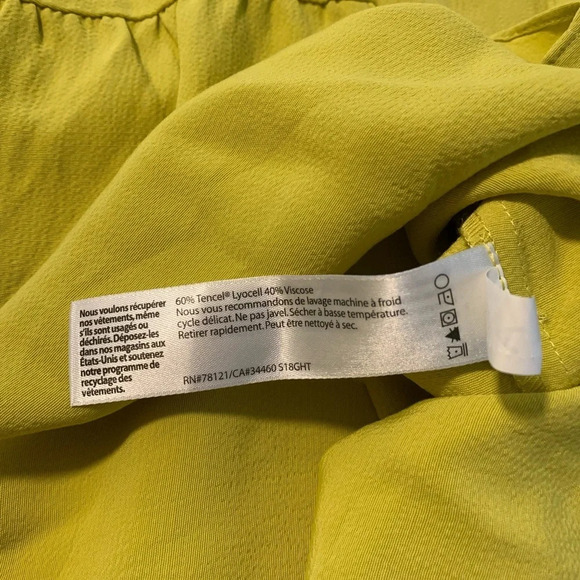 Nous voulons récupérer
nos vêtements, même
s'ils sont usagés ou
déchirés. Déposez-les
dans nos magasins aux
États-Unis et soutenez
notre programme de
recyclage des
vêtements.
60% Tencel® Lyocell 40% Viscose
Nous vous recommandons de lavage machine à froid
cycle délicat. Ne pas javel. Sécher à basse température.
Retirer rapidement. Peut être nettoyé à sec.
RN#78121/CA#34460 S18GHT